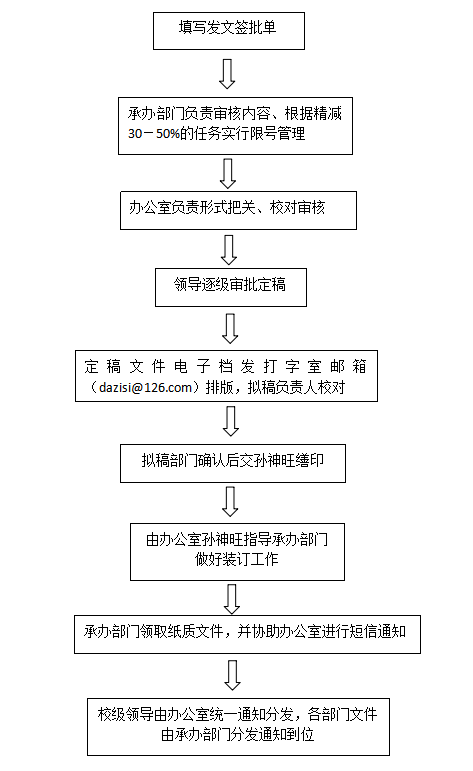 填写发文签批单
承办部门负责审核内容、根据精减
30－50%的任务实行限号管理
办公室负责形式把关、校对审核
领导逐级审批定稿
定稿文件电子档发打字室邮箱
（dazisi@126.com）排版，拟稿负责人校对
拟稿部门确认后交孙神旺缮印
由办公室孙神旺指导承办部门
做好装订工作
承办部门领取纸质文件，并协助办公室进行短信通知
校级领导由办公室统一通知分发，各部门文件
由承办部门分发通知到位